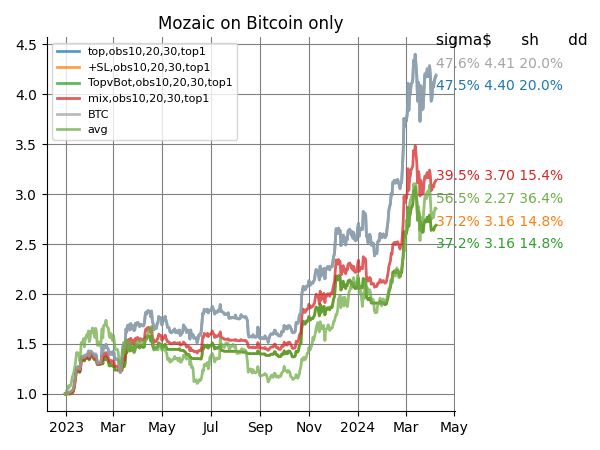 Mozaic on Bitcoin only
sigma$ sh dd
top,obs10,20,30,top1
+SL,obs10,20,30,top1
TopvBot,obs10,20,30,top1
mix,obs10,20,30,top1
BTC
avg
47.6% 4.41 20.0%
47.5% 4.40 20.0%
39.5% 3.70 15.4%
56.5% 2.27 36.4%
37.2% 3.16 14.8%
37.2% 3.16 14.8%
4.5
4.0
3.5
3.0
2.5
2.0
1.5
1.0
2023 Mar May Jul Sep Nov 2024 Mar May